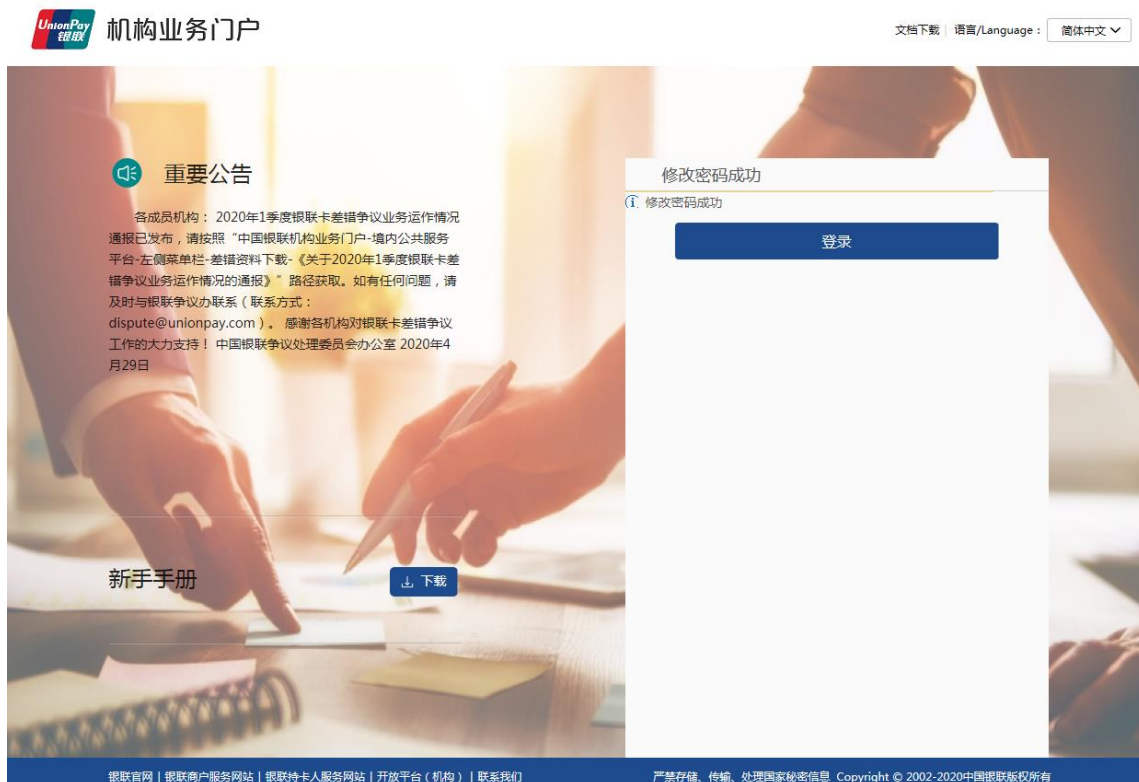 UnionPay
银联
机构业务门户
文档下载 | 语言/Language： 简体中文
重要公告
各成员机构： 2020年1季度银联卡差错争议业务运作情况
通报已发布，请按照“中国银联机构业务门户-境内公共服务
平台-左侧菜单栏-差错资料下载-《关于2020年1季度银联卡差
错争议业务运作情况的通报》”路径获取。如有任何问题，请
及时与银联争议办联系（联系方式：
dispute@unionpay.com）。 感谢各机构对银联卡差错争议
工作的大力支持！ 中国银联争议处理委员会办公室 2020年4
月29日
新手手册
下载
修改密码成功
修改密码成功
登录
银联官网 | 银联商户服务网站 | 银联持卡人服务网站 | 开放平台（机构） | 联系我们
严禁存储、传输、处理国家秘密信息 Copyright © 2002-2020中国银联版权所有